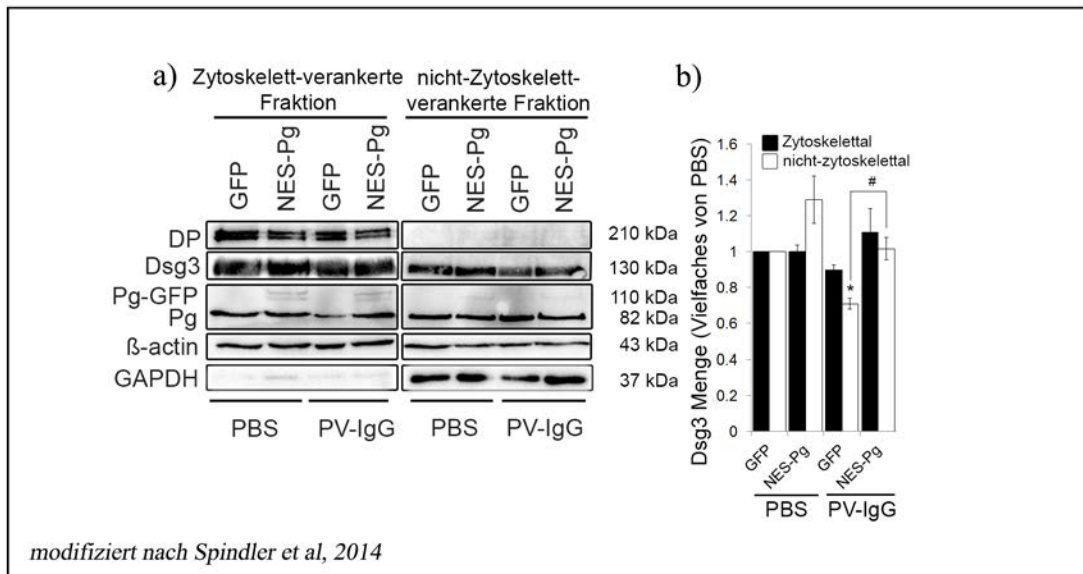 a)
Zytoskelett-verankerte
Fraktion
nicht-Zytoskelett-
verankerte Fraktion
GFP
NES-Pg
GFP
NES-Pg
GFP
NES-Pg
GFP
NES-Pg
DP
210 kDa
Dsg3
130 kDa
Pg-GFP
110 kDa
Pg
82 kDa
ß-actin
43 kDa
GAPDH
37 kDa
PBS
PV-IgG
PBS
PV-IgG
b)
Dsg3 Menge (Vielfaches von PBS)
1.6
1.4
1.2
1
0.8
0.6
0.4
0.2
0
Zytoskelettal
nicht-zytoskelettal
#
*
GFP
NES-Pg
GFP
NES-Pg
PBS
PV-IgG
modifiziert nach Spindler et al, 2014